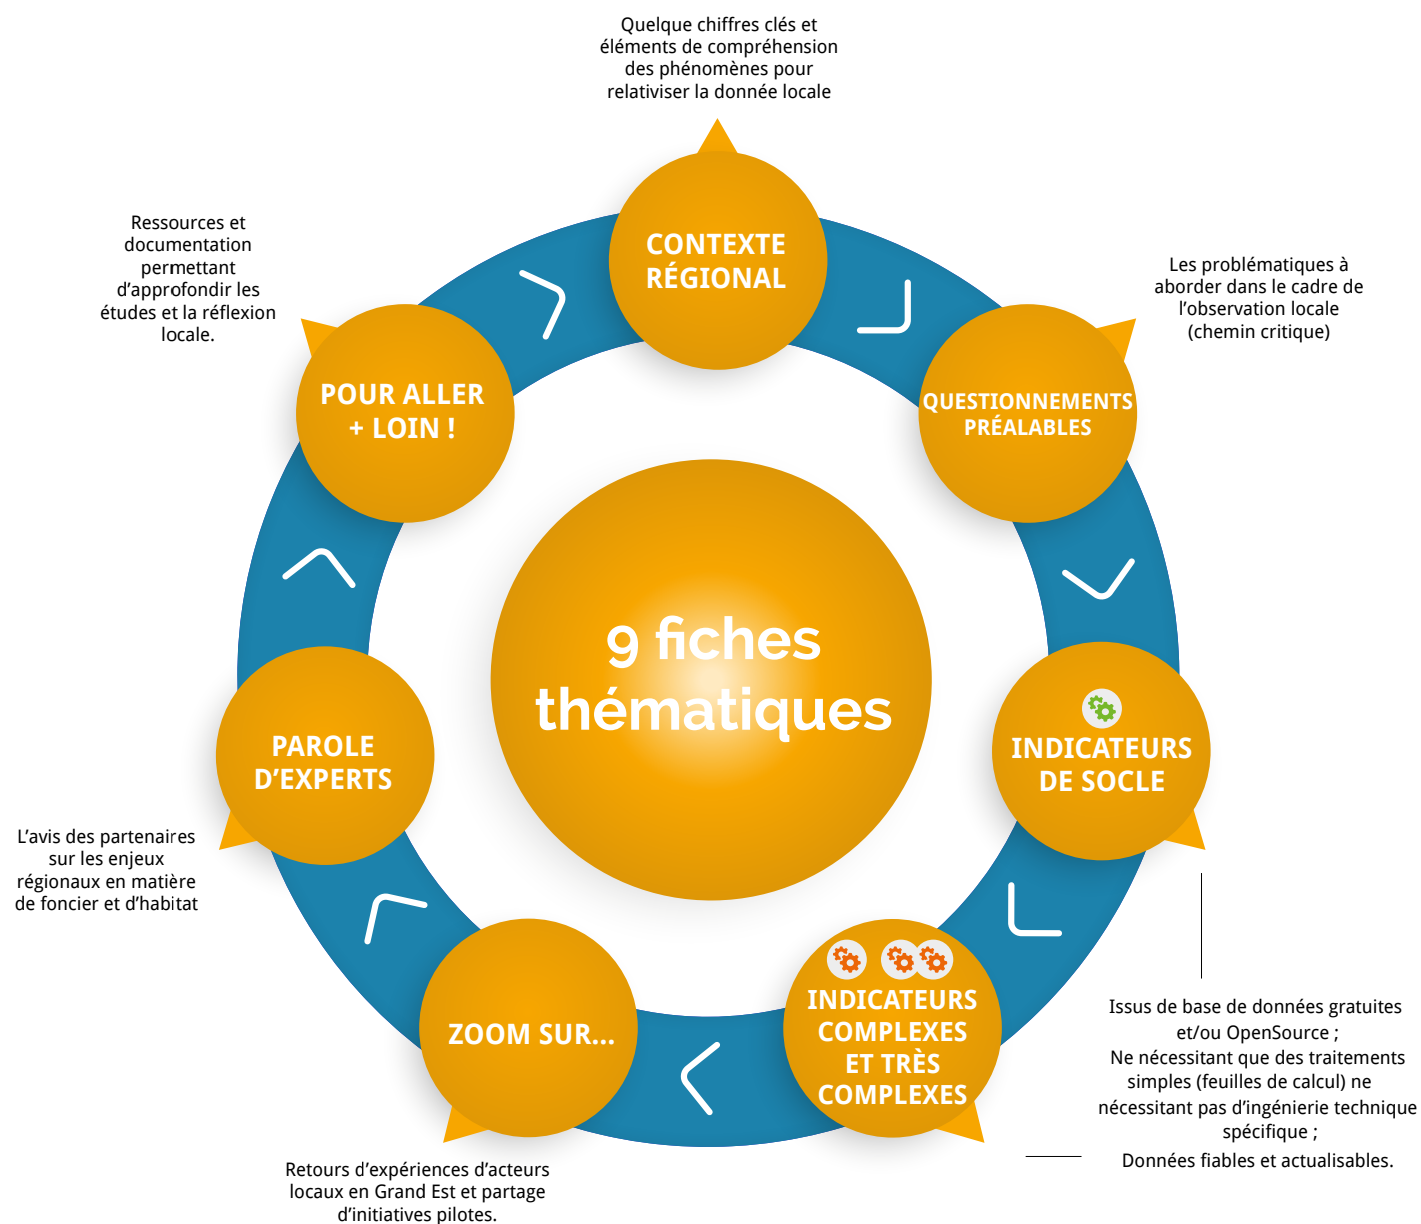 Quelque chiffres clés et
éléments de compréhension
des phénomènes pour
relativiser la donnée locale
CONTEXTE
RÉGIONAL
Les problématiques à
aborder dans le cadre de
l’observation locale
(chemin critique)
QUESTIONNEMENTS
PRÉALABLES
INDICATEURS
DE SOCLE
Issus de base de données gratuites
et/ou OpenSource ;
Ne nécessitant que des traitements
simples (feuilles de calcul) ne
nécessitant pas d’ingénierie technique
spécifique ;
Données fiables et actualisables.
INDICATEURS
COMPLEXES
ET TRÈS
COMPLEXES
ZOOM SUR...
Retours d’expériences d’acteurs
locaux en Grand Est et partage
d’initiatives pilotes.
PAROLE
D’EXPERTS
L’avis des partenaires
sur les enjeux
régionaux en matière
de foncier et d’habitat
POUR ALLER
+ LOIN !
Ressources et
documentation
permettant
d’approfondir les
études et la réflexion
locale.
9 fiches
thématiques